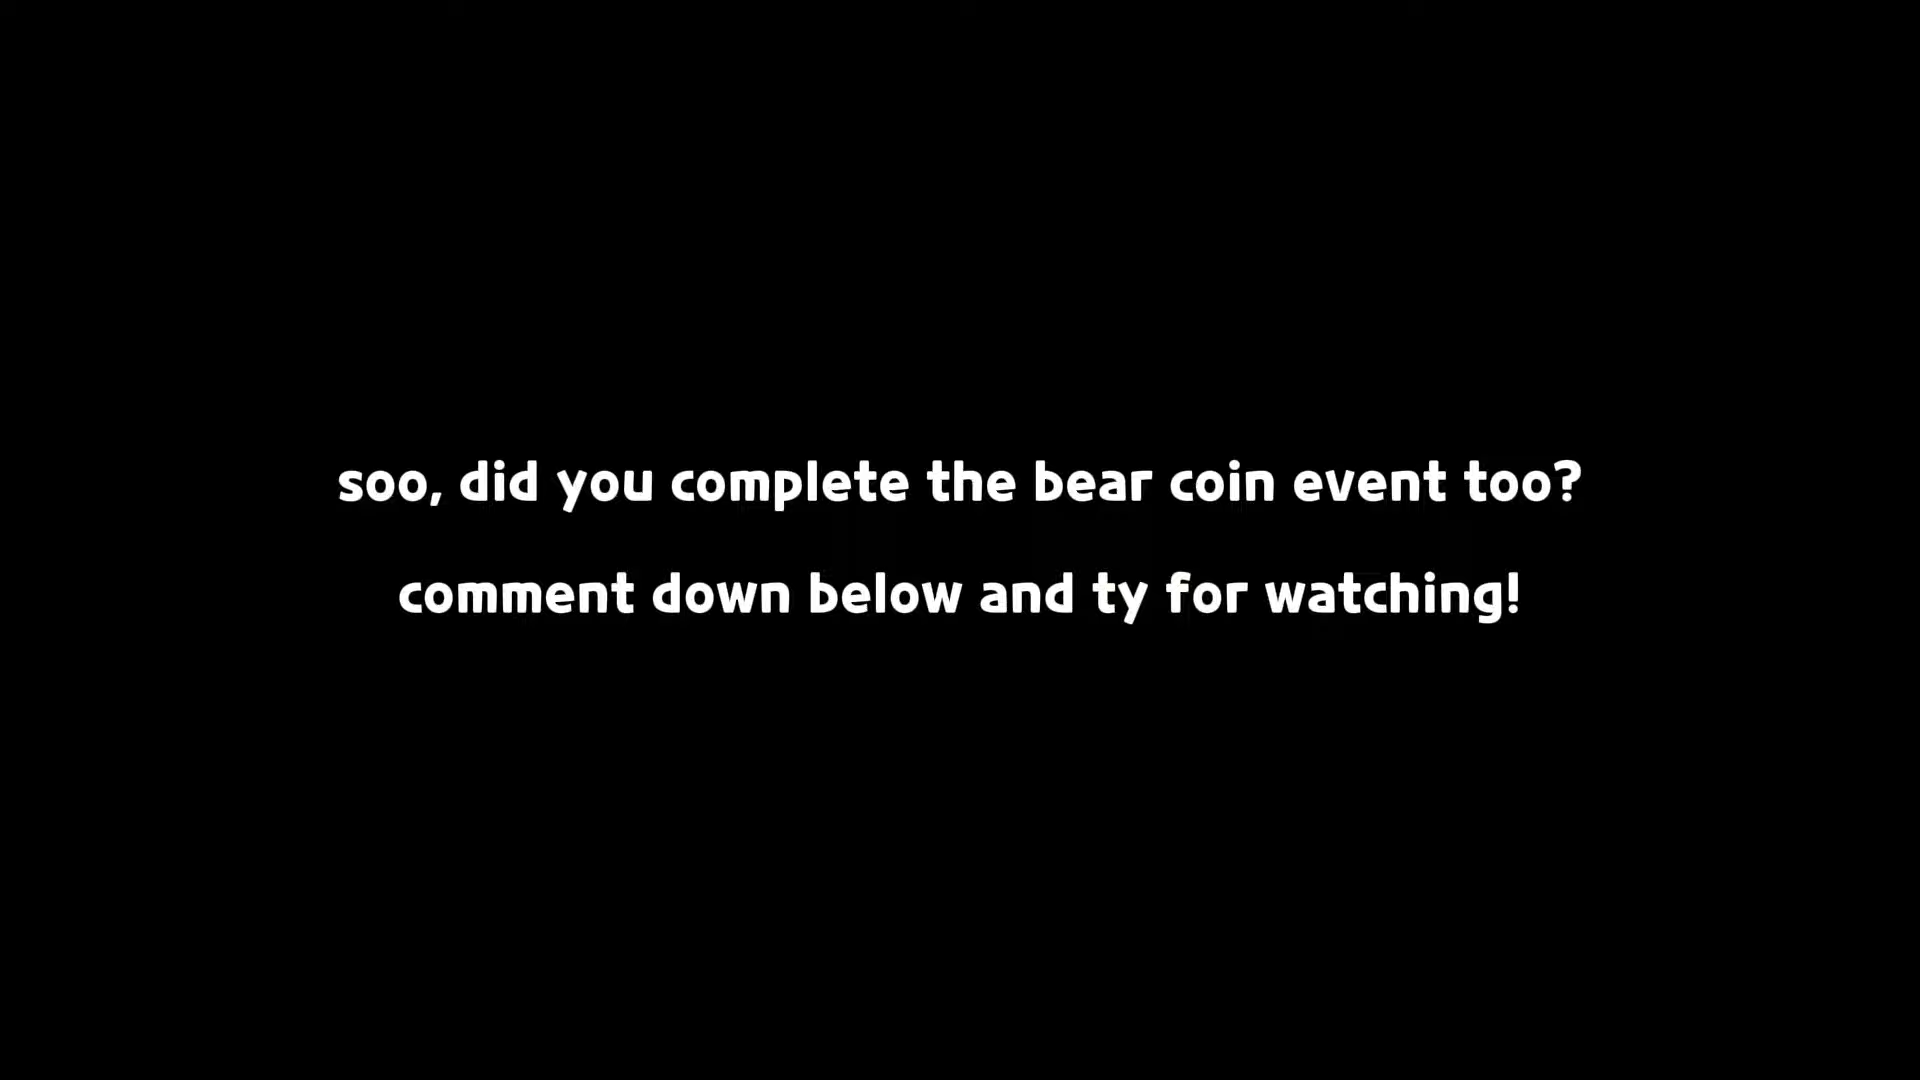 soo, did you complete the bear coin event too?
comment down below and ty for watching!